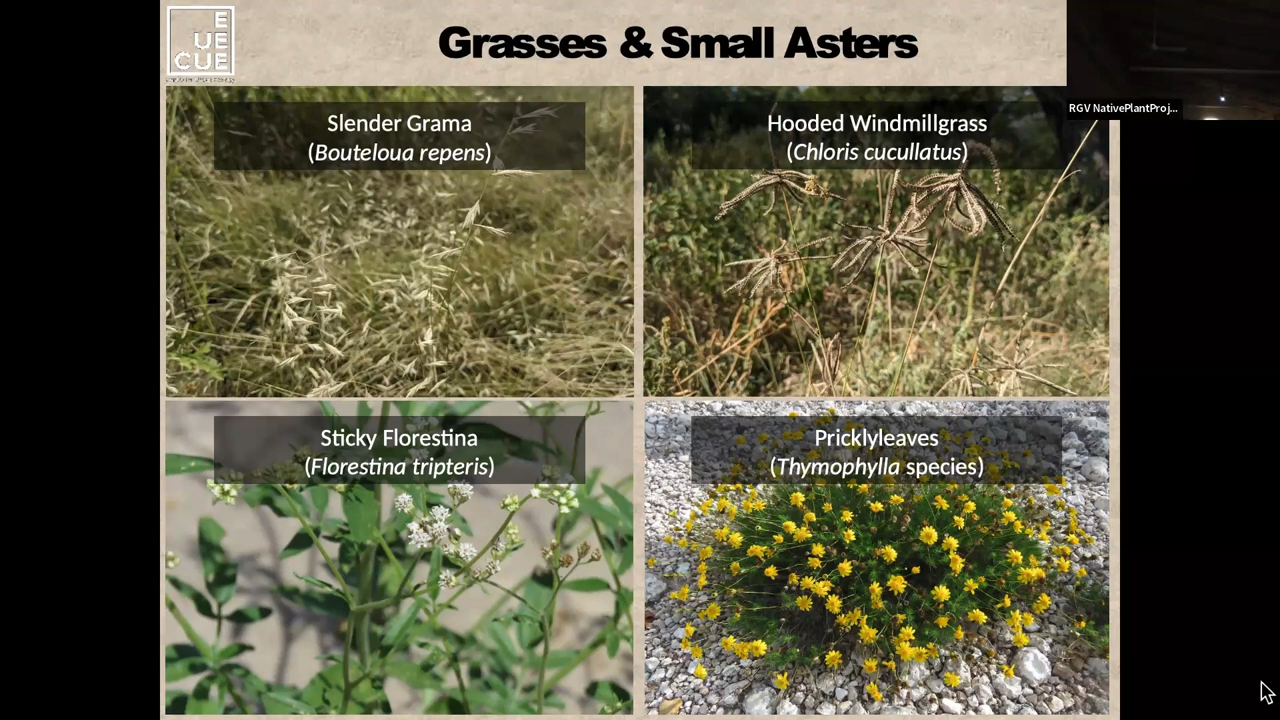 E
UE
CUE
Grasses & Small Asters
RGV NativePlantProj...
Slender Grama
(Bouteloua repens)
Hooded Windmillgrass
(Chloris cucullatus)
Sticky Florestina
(Florestina tripteris)
Pricklyleaves
(Thymophylla species)